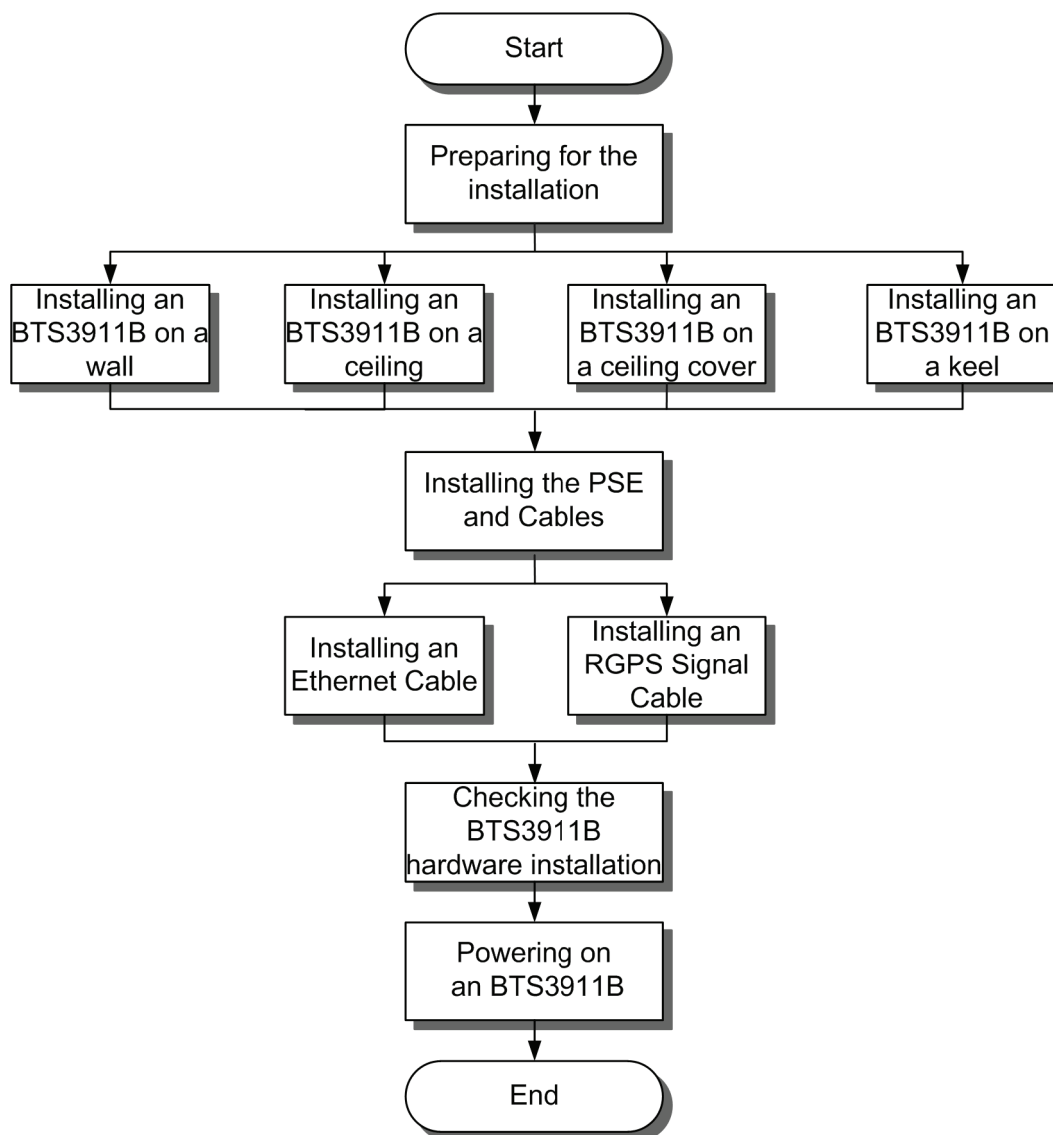 Start
Preparing for the
installation
Installing an
BTS3911B on a
wall
Installing an
BTS3911B on a
ceiling
Installing an
BTS3911B on
a ceiling cover
Installing an
BTS3911B on
a keel
Installing the PSE
and Cables
Installing an
Ethernet Cable
Installing an
RGPS Signal
Cable
Checking the
BTS3911B
hardware installation
Powering on
an BTS3911B
End